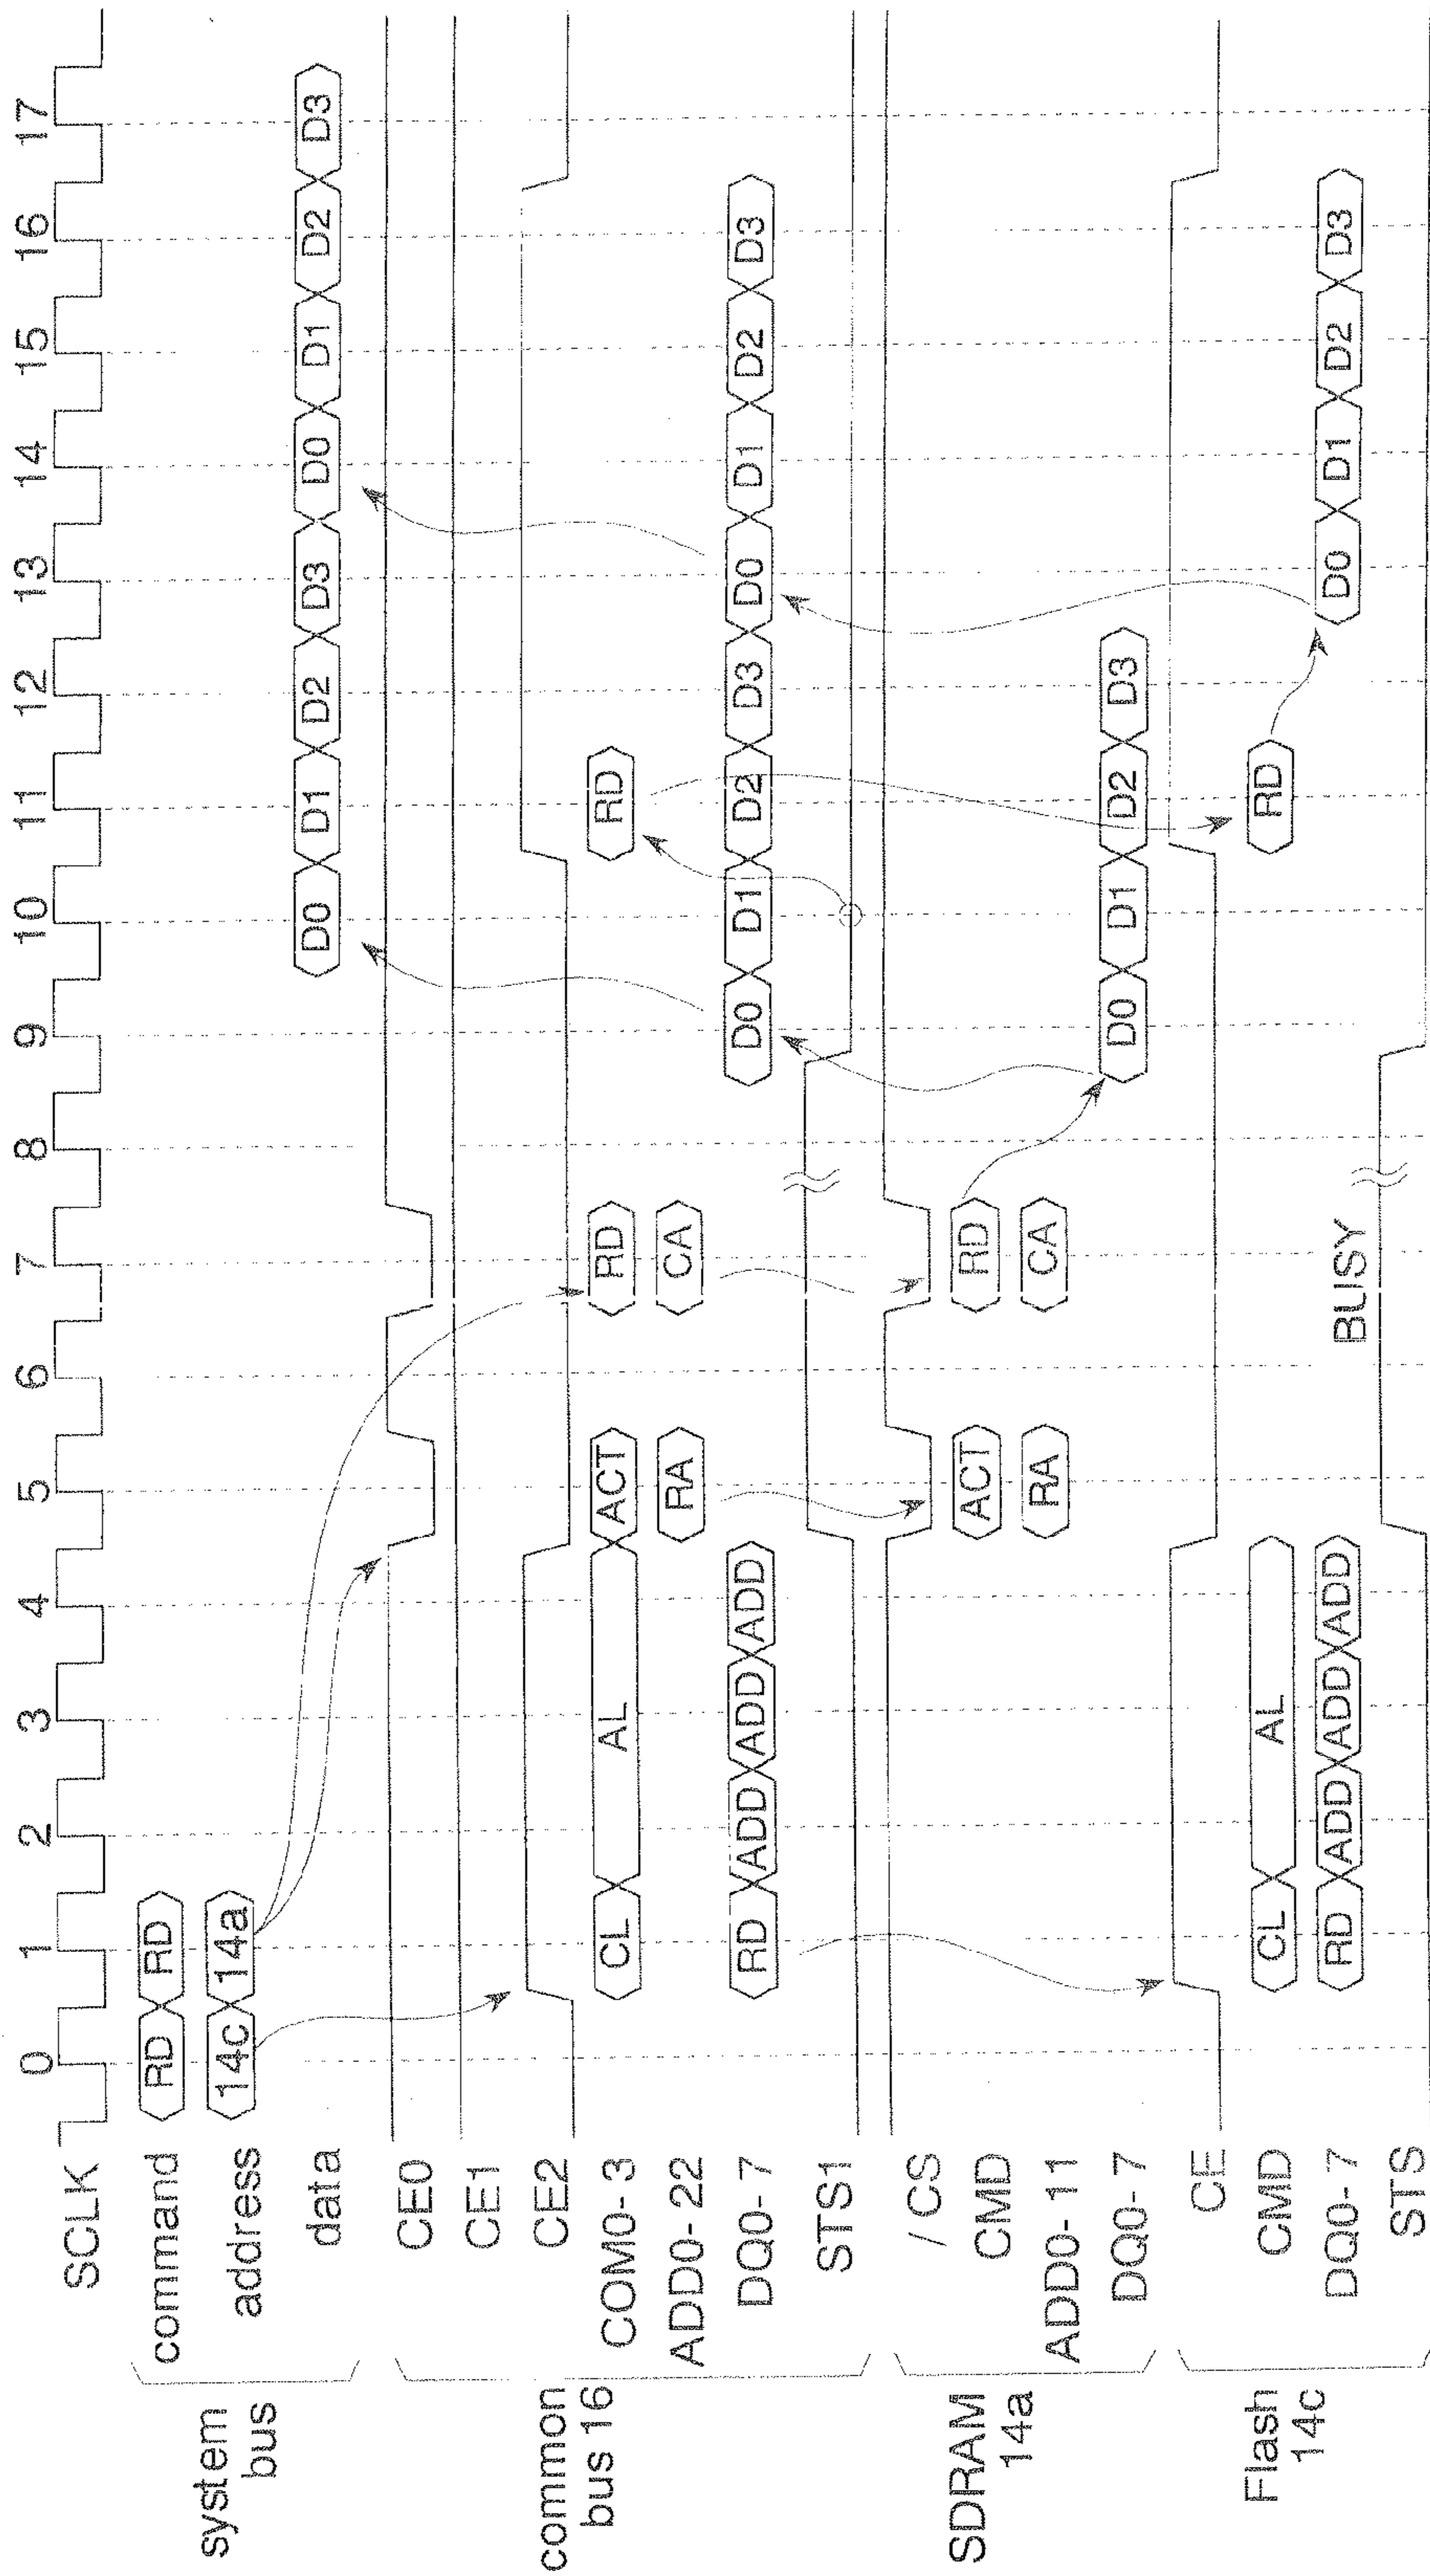 0 1 2 3 4 5 6 7 8 9 10 11 12 13 14 15 16 17
SCLK
system bus
command RD RD
address 14c 14a
data D0 D1 D2 D3 D0 D1 D2 D3
common bus 16
CE0
CE1
CE2
COM0-3 CL AL ACT RD RD
ADD0-22 RA CA
DQ0-7 RD ADD ADD ADD D0 D1 D2 D3 D0 D1 D2 D3
STS1
SDRAM 14a
/CS
CMD ACT RD
ADD0-11 RA CA
DQ0-7 D0 D1 D2 D3
Flash 14c
CE
CMD CL AL RD
DQ0-7 RD ADD ADD ADD D0 D1 D2 D3
STS BLISY